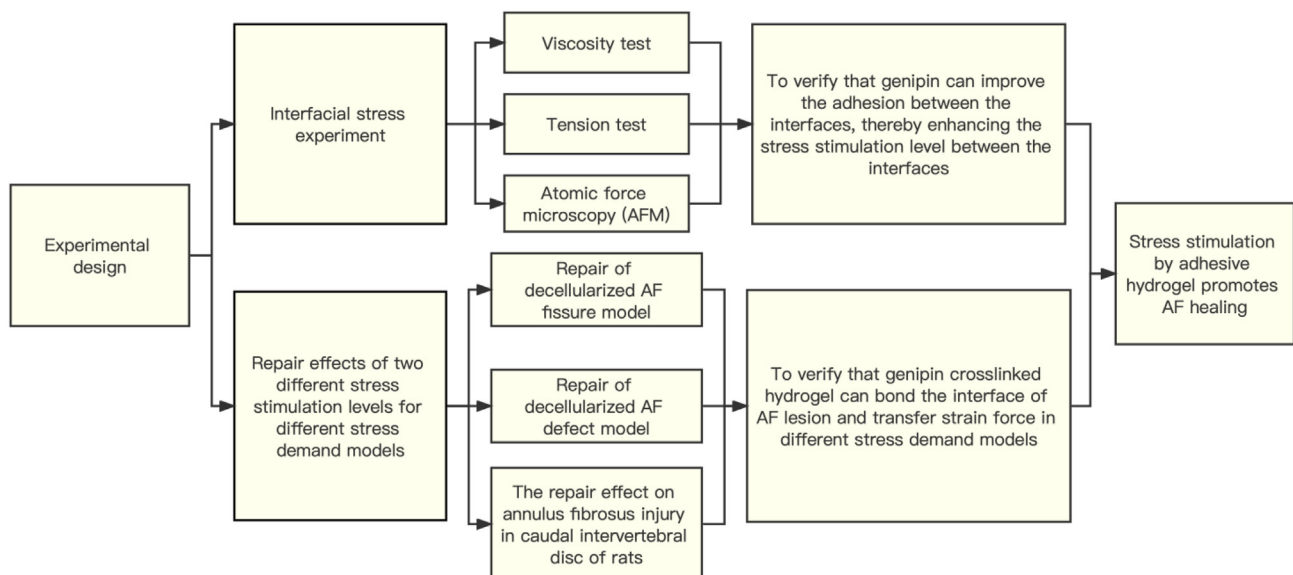 Experimental
design
Interfacial stress
experiment
Repair effects of two
different stress
stimulation levels for
different stress
demand models
Viscosity test
Tension test
Atomic force
microscopy (AFM)
Repair of
decellularized AF
fissure model
Repair of
decellularized AF
defect model
The repair effect on
annulus fibrosus injury
in caudal intervertebral
disc of rats
To verify that genipin can improve
the adhesion between the
interfaces, thereby enhancing the
stress stimulation level between the
interfaces
To verify that genipin crosslinked
hydrogel can bond the interface of
AF lesion and transfer strain force in
different stress demand models
Stress stimulation
by adhesive
hydrogel promotes
AF healing